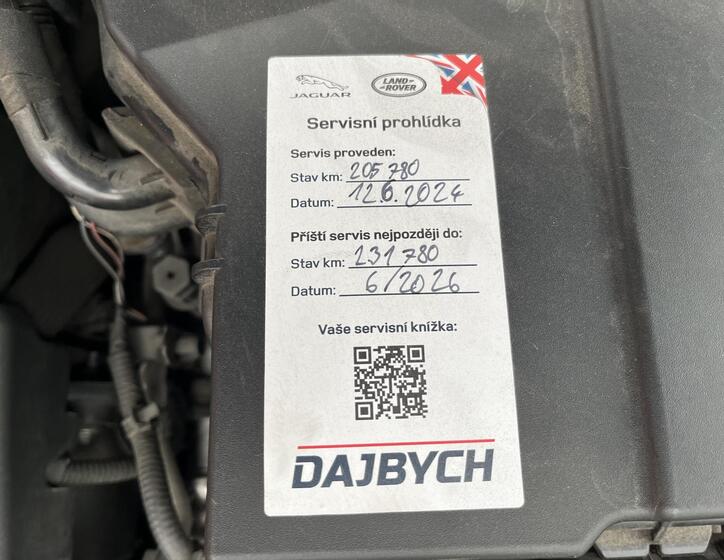 JAGUAR
LAND ROVER
Servisní prohlídka
Servis proveden:
Stav km: 205 780
Datum: 12.6.2024
Příští servis nejpozději do:
Stav km: 231 780
Datum: 6/2026
Vaše servisní knížka:
DAJBYCH